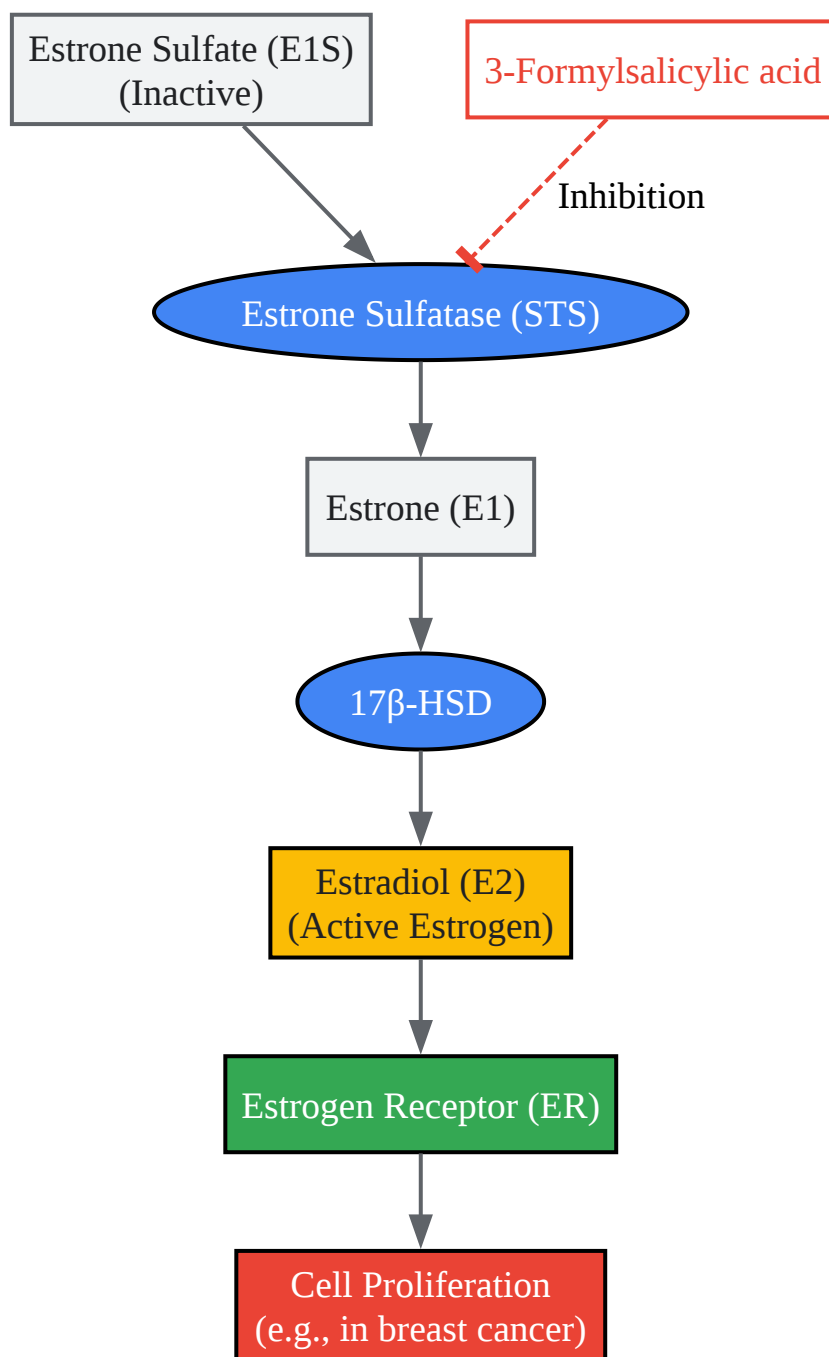 Estrone Sulfate (E1S)
(Inactive)
3-Formylsalicylic acid
Inhibition
Estrone Sulfatase (STS)
Estrone (E1)
17β-HSD
Estradiol (E2)
(Active Estrogen)
Estrogen Receptor (ER)
Cell Proliferation
(e.g., in breast cancer)